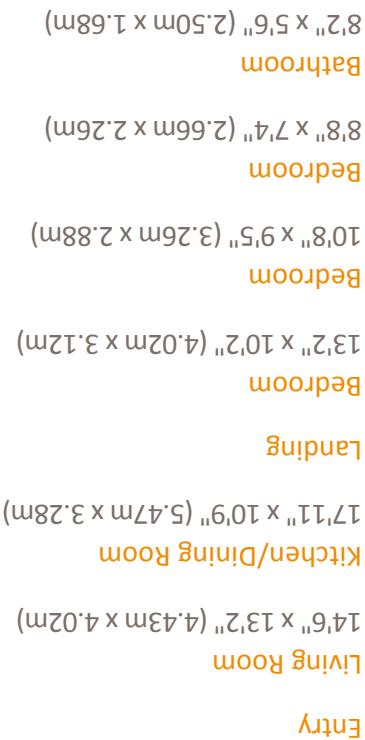 Entry
Living Room
14'6" x 13'2" (4.43m x 4.02m)
Kitchen/Dining Room
17'11" x 10'9" (5.47m x 3.28m)
Landing
Bedroom
13'2" x 10'2" (4.02m x 3.12m)
Bedroom
10'8" x 9'5" (3.26m x 2.88m)
Bedroom
8'8" x 7'4" (2.66m x 2.26m)
Bathroom
8'2" x 5'6" (2.50m x 1.68m)